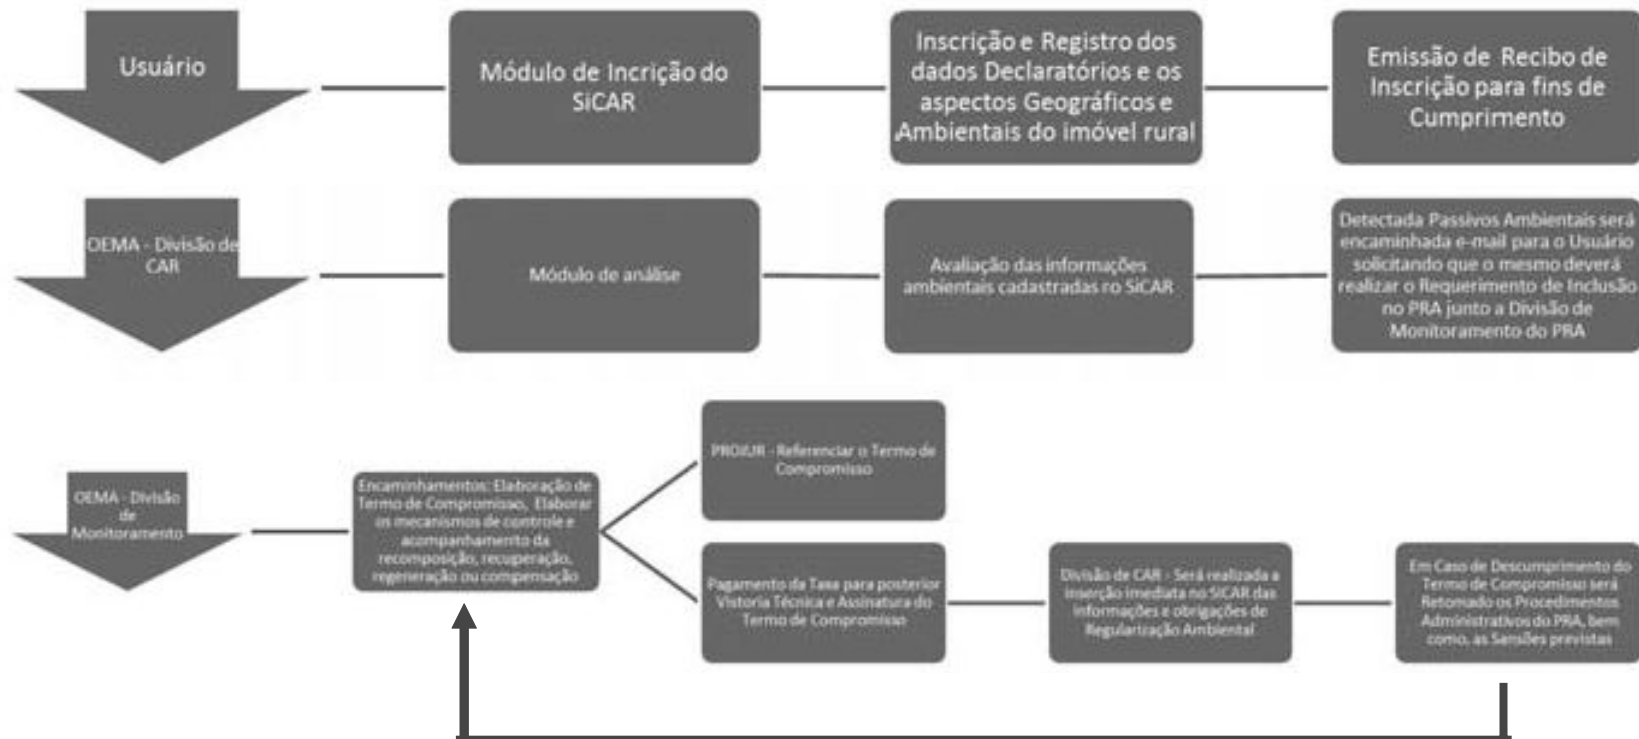 Usuário
Módulo de Incrição do
SiCAR
Inscrição e Registro dos
dados Declaratórios e os
aspectos Geográficos e
Ambientais do imóvel rural
Emissão de Recibo de
Inscrição para fins de
Cumprimento
OEMA - Divisão de
CAR
Módulo de análise
Avaliação das informações
ambientais cadastradas no SiCAR
Detectada Passivos Ambientais será
encaminhada e-mail para o Usuário
solicitando que o mesmo deverá
realizar o Requerimento de Inclusão
no PRA junto a Divisão de
Monitoramento do PRA
OEMA - Divisão
de
Monitoramento
Encaminhamentos: Elaboração de
Termo de Compromisso, Elaborar
os mecanismos de controle e
acompanhamento da
recomposição, recuperação,
regeneração ou compensação
PROJUR - Referenciar o Termo de
Compromisso
Pagamento da Taxa para posterior
Vistoria Técnica e Assinatura do
Termo de Compromisso
Divisão de CAR - Será realizada a
inserção imediata no SICAR das
informações e obrigações de
Regularização Ambiental
Em Caso de Descumprimento do
Termo de Compromisso será
Retomado os Procedimentos
Administrativos do PRA, bem
como, as Sansões previstas